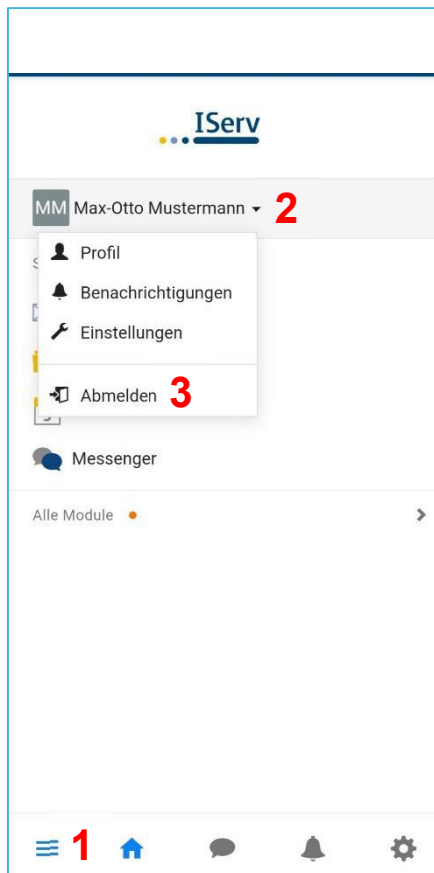 IServ
MM Max-Otto Mustermann 2
Profil
Benachrichtigungen
Einstellungen
Abmelden 3
Messenger
Alle Module
1